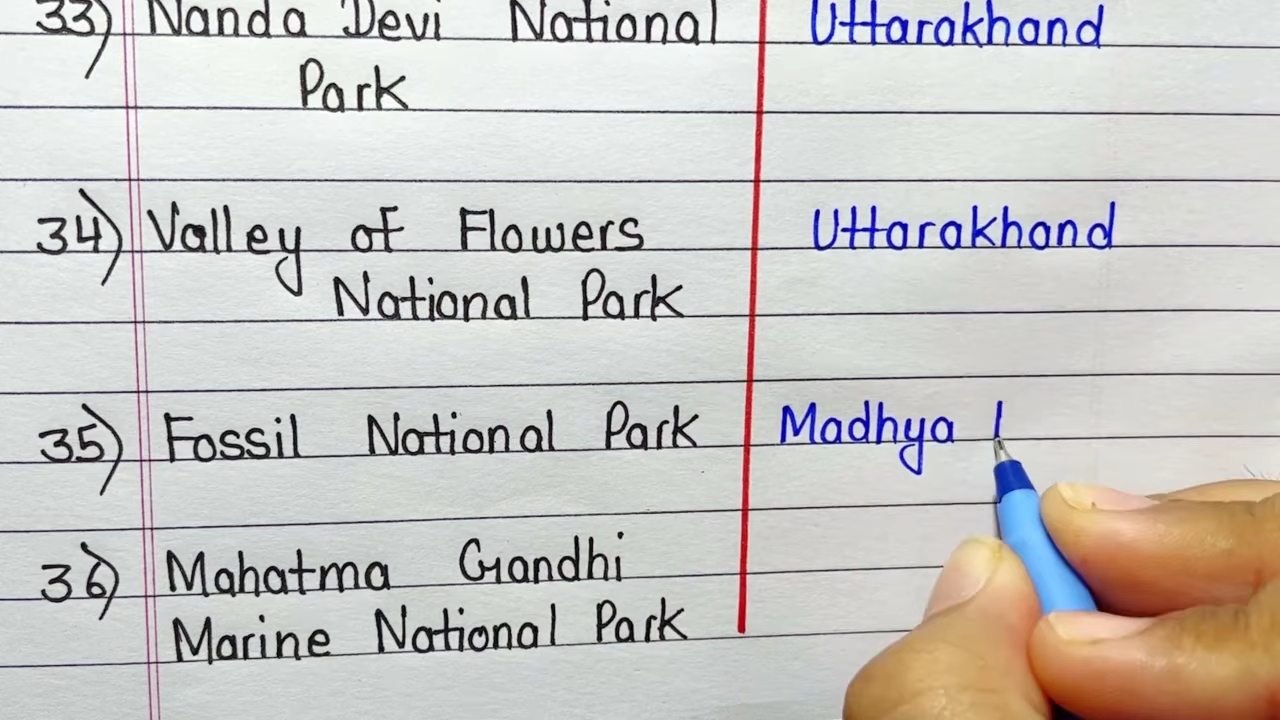 33) Nanda Devi National Uttarakhand
Park
34) Valley of Flowers Uttarakhand
National Park
35) Fossil National Park Madhya
36) Mahatma Gandhi
Marine National Park